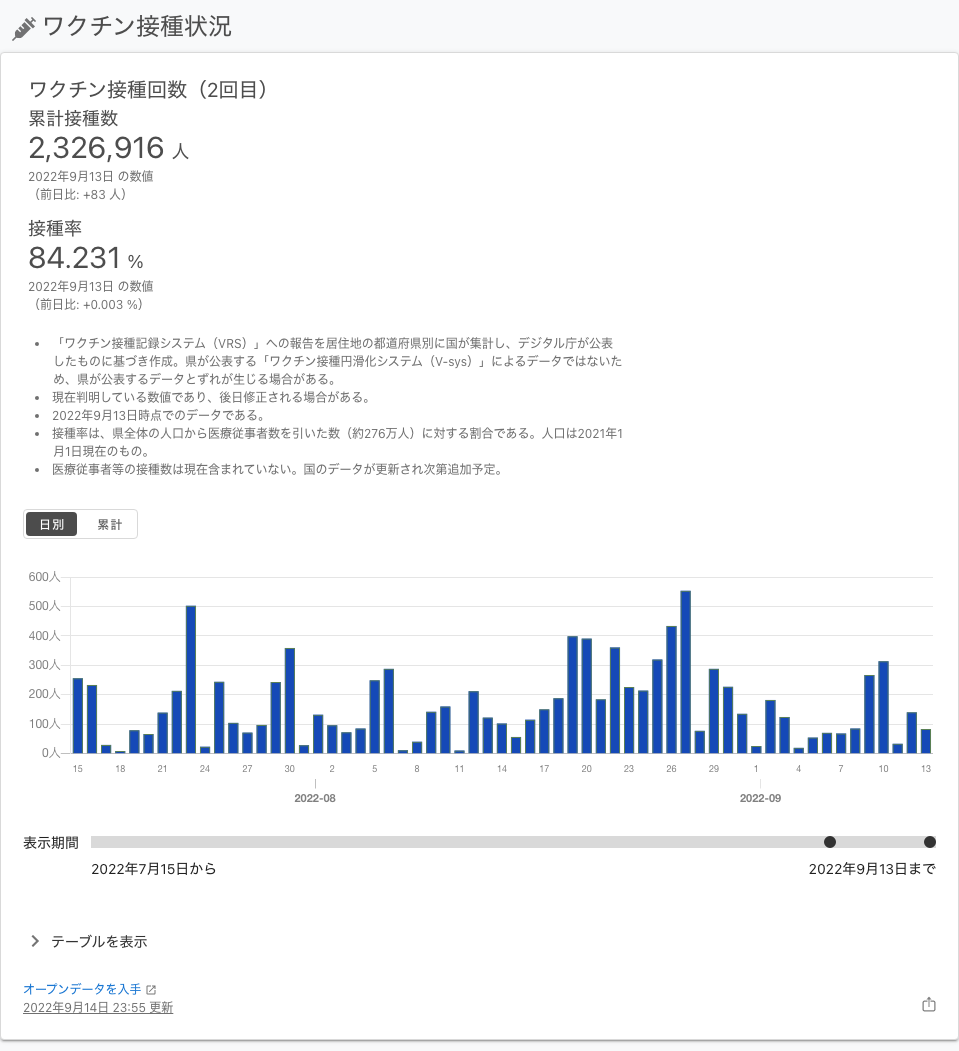 ワクチン接種状況
ワクチン接種回数（2回目）
累計接種数
2,326,916 人
2022年9月13日 の数値
（前日比: +83 人）
接種率
84.231 %
2022年9月13日 の数値
（前日比: +0.003 %）
• 「ワクチン接種記録システム（VRS）」への報告を居住地の都道府県別に国が集計し、デジタル庁が公表
したものに基づき作成。県が公表する「ワクチン接種円滑化システム（V-sys）」によるデータではないた
め、県が公表するデータとずれが生じる場合がある。
• 現在判明している数値であり、後日修正される場合がある。
• 2022年9月13日時点でのデータである。
• 接種率は、県全体の人口から医療従事者数を引いた数（約276万人）に対する割合である。人口は2021年1
月1日現在のもの。
• 医療従事者等の接種数は現在含まれていない。国のデータが更新され次第追加予定。
日別 累計
600人
500人
400人
300人
200人
100人
0人
15 18 21 24 27 30 2 5 8 11 14 17 20 23 26 29 1 4 7 10 13
2022-08 2022-09
表示期間
2022年7月15日から 2022年9月13日まで
テーブルを表示
オープンデータを入手
2022年9月14日 23:55 更新